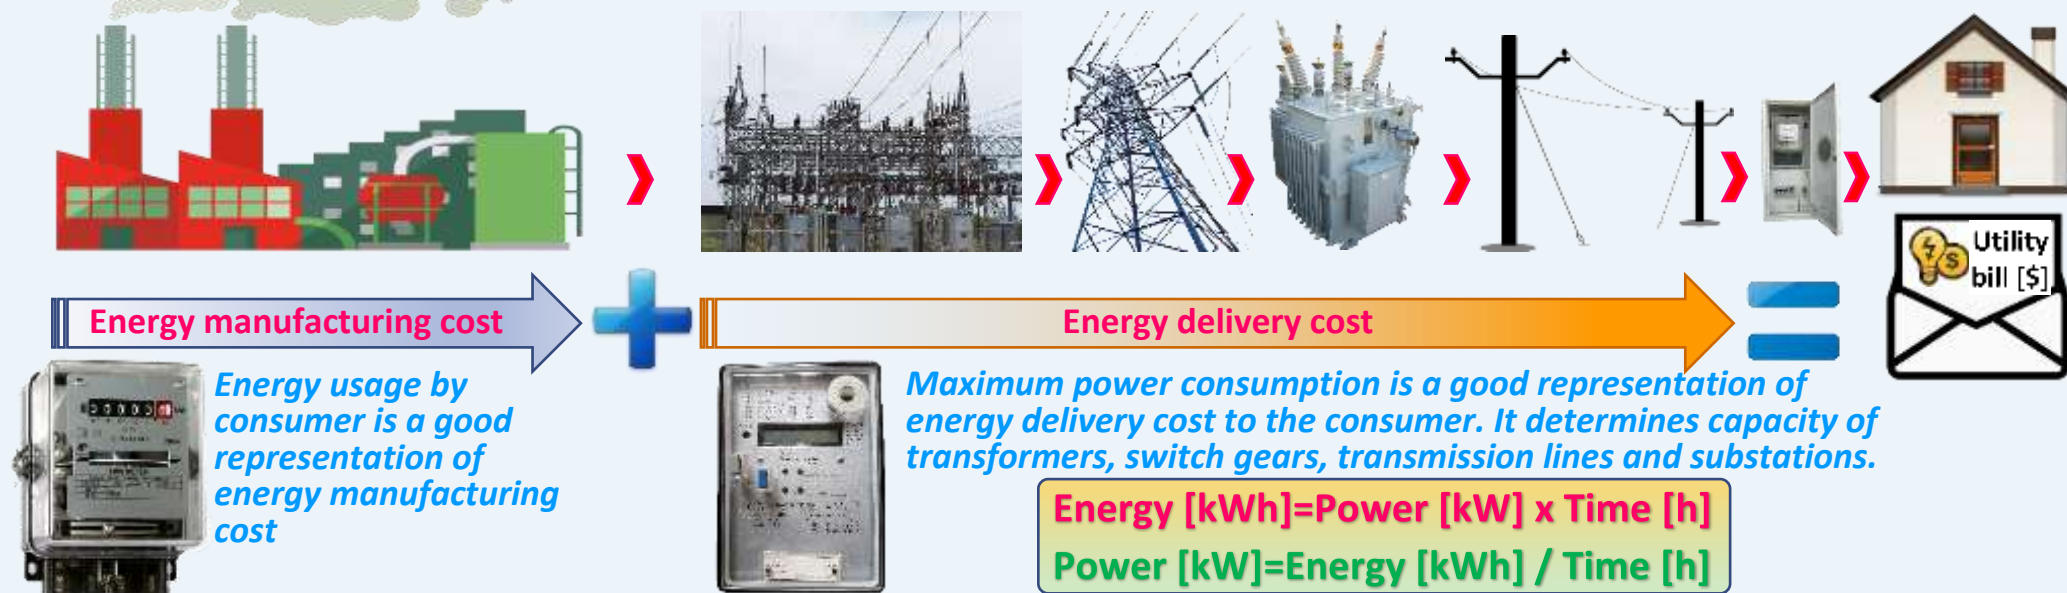 Utility
bill [$]
Energy manufacturing cost
Energy delivery cost
Energy usage by
consumer is a good
representation of
energy manufacturing
cost
Maximum power consumption is a good representation of
energy delivery cost to the consumer. It determines capacity of
transformers, switch gears, transmission lines and substations.
Energy [kWh]=Power [kW] x Time [h]
Power [kW]=Energy [kWh] / Time [h]